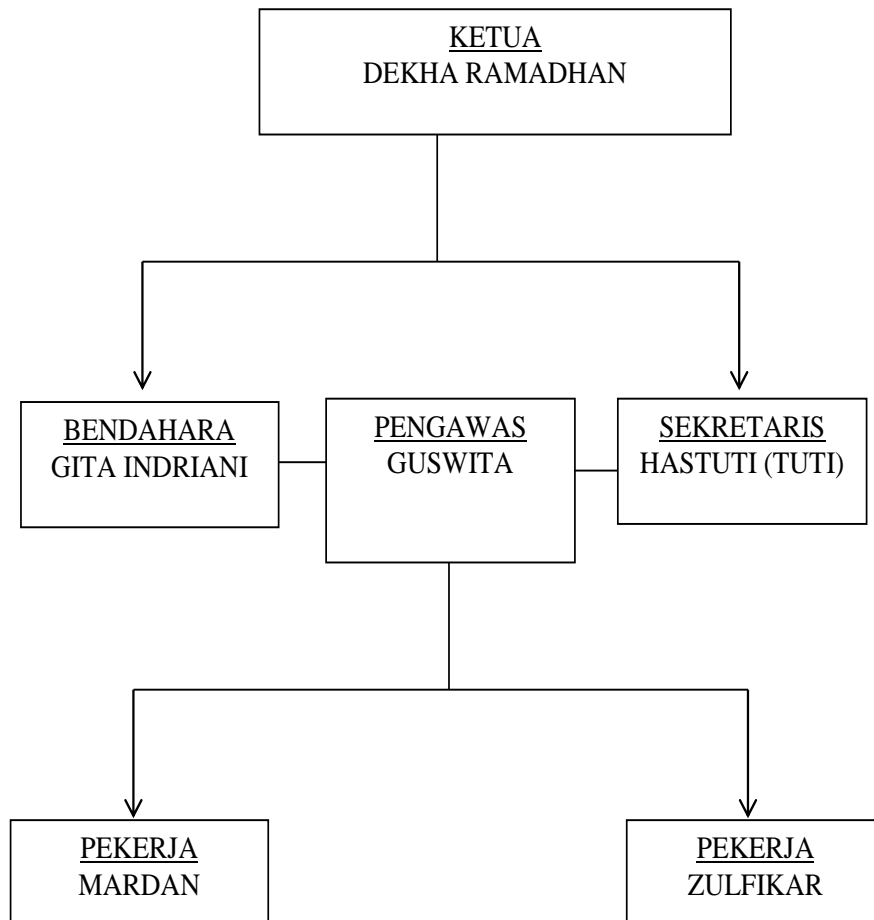 KETUA
DEKHA RAMADHAN
BENDAHARA
GITA INDRIANI
PENGAWAS
GUSWITA
SEKRETARIS
HASTUTI (TUTI)
PEKERJA
MARDAN
PEKERJA
ZULFIKAR